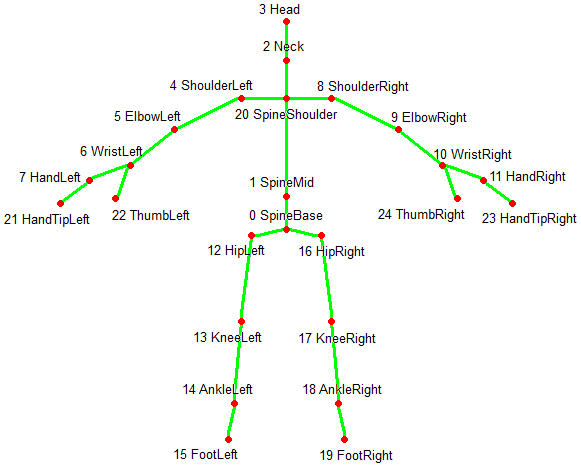 3 Head
2 Neck
4 ShoulderLeft
8 ShoulderRight
5 ElbowLeft
20 SpineShoulder
9 ElbowRight
6 WristLeft
10 WristRight
7 HandLeft
1 SpineMid
11 HandRight
21 HandTipLeft
22 ThumbLeft
0 SpineBase
24 ThumbRight
23 HandTipRight
12 HipLeft
16 HipRight
13 KneeLeft
17 KneeRight
14 AnkleLeft
18 AnkleRight
15 FootLeft
19 FootRight